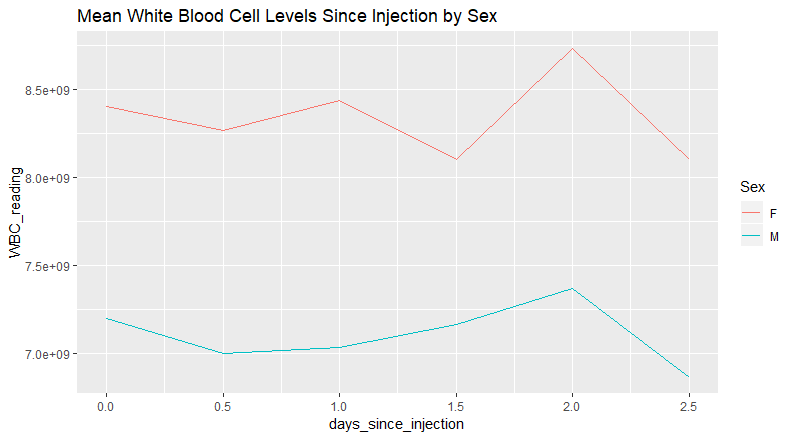 Mean White Blood Cell Levels Since Injection by Sex
WBC_reading
8.5e+09
8.0e+09
7.5e+09
7.0e+09
0.0 0.5 1.0 1.5 2.0 2.5
days_since_injection
Sex
F
M